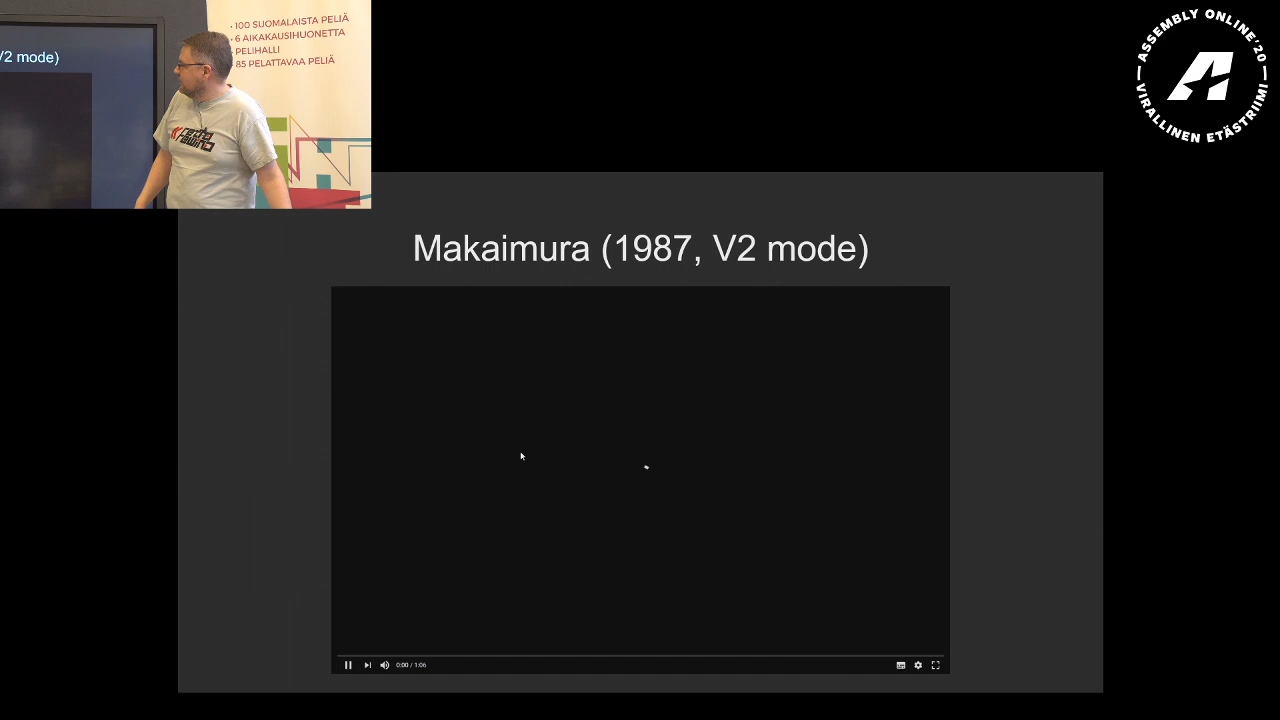 V2 mode)
• 100 SUOMALAISTA PELIÄ
• 6 AIKAKAUSIHUONETTA
PELIHALLI
85 PELATTAVAA PELIÄ
ASSEMBLY ONLINE'20
VIRALLINEN ETÄSTRIIMI
Makaimura (1987, V2 mode)
0:00 / 1:06